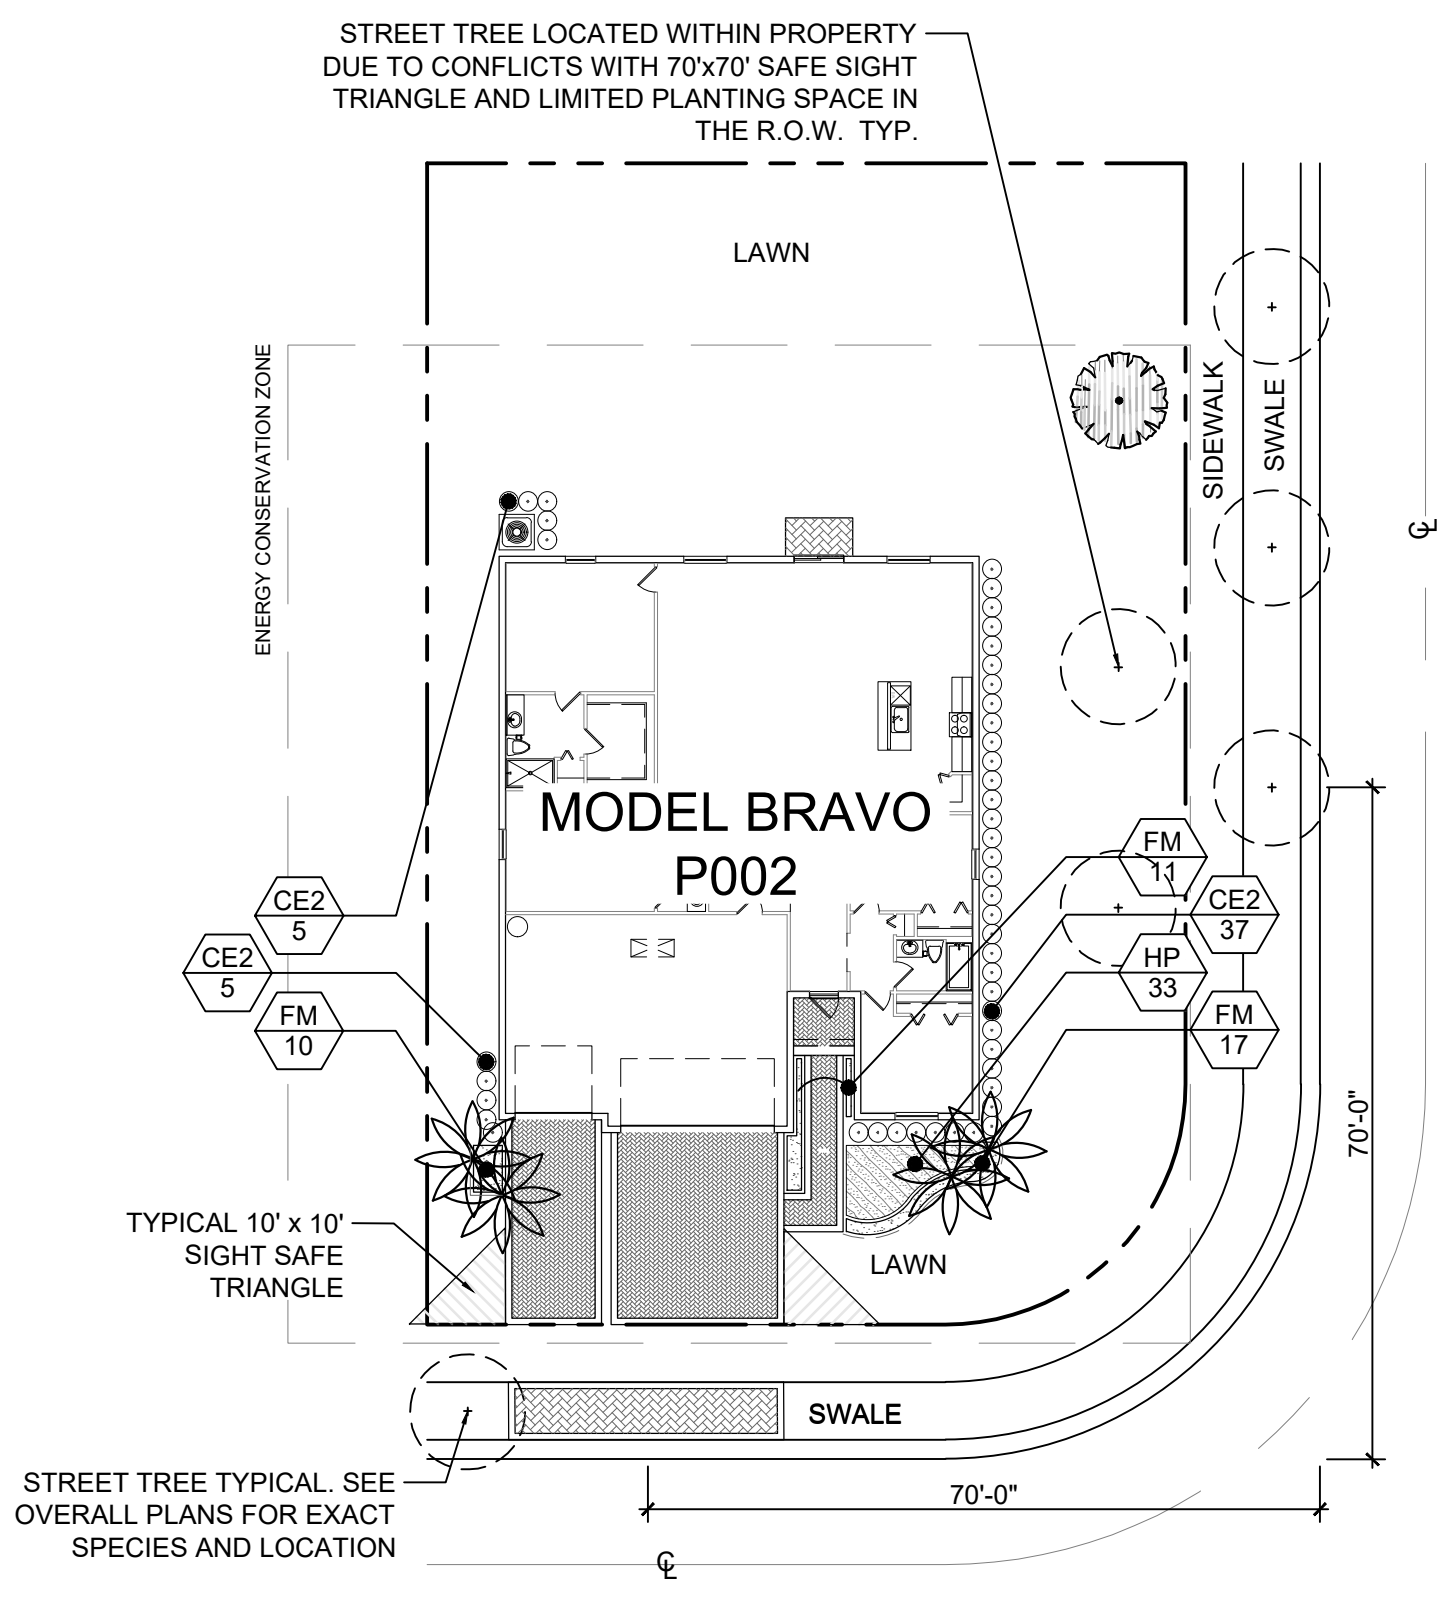 STREET TREE LOCATED WITHIN PROPERTY
DUE TO CONFLICTS WITH 70'x70' SAFE SIGHT
TRIANGLE AND LIMITED PLANTING SPACE IN
THE R.O.W. TYP.
LAWN
ENERGY CONSERVATION ZONE
SIDEWALK
SWALE
℄
MODEL BRAVO
P002
FM
11
CE2
5
CE2
37
CE2
5
HP
33
FM
10
FM
17
70'-0"
TYPICAL 10' x 10'
SIGHT SAFE
TRIANGLE
LAWN
SWALE
STREET TREE TYPICAL. SEE
OVERALL PLANS FOR EXACT
SPECIES AND LOCATION
70'-0"
℄